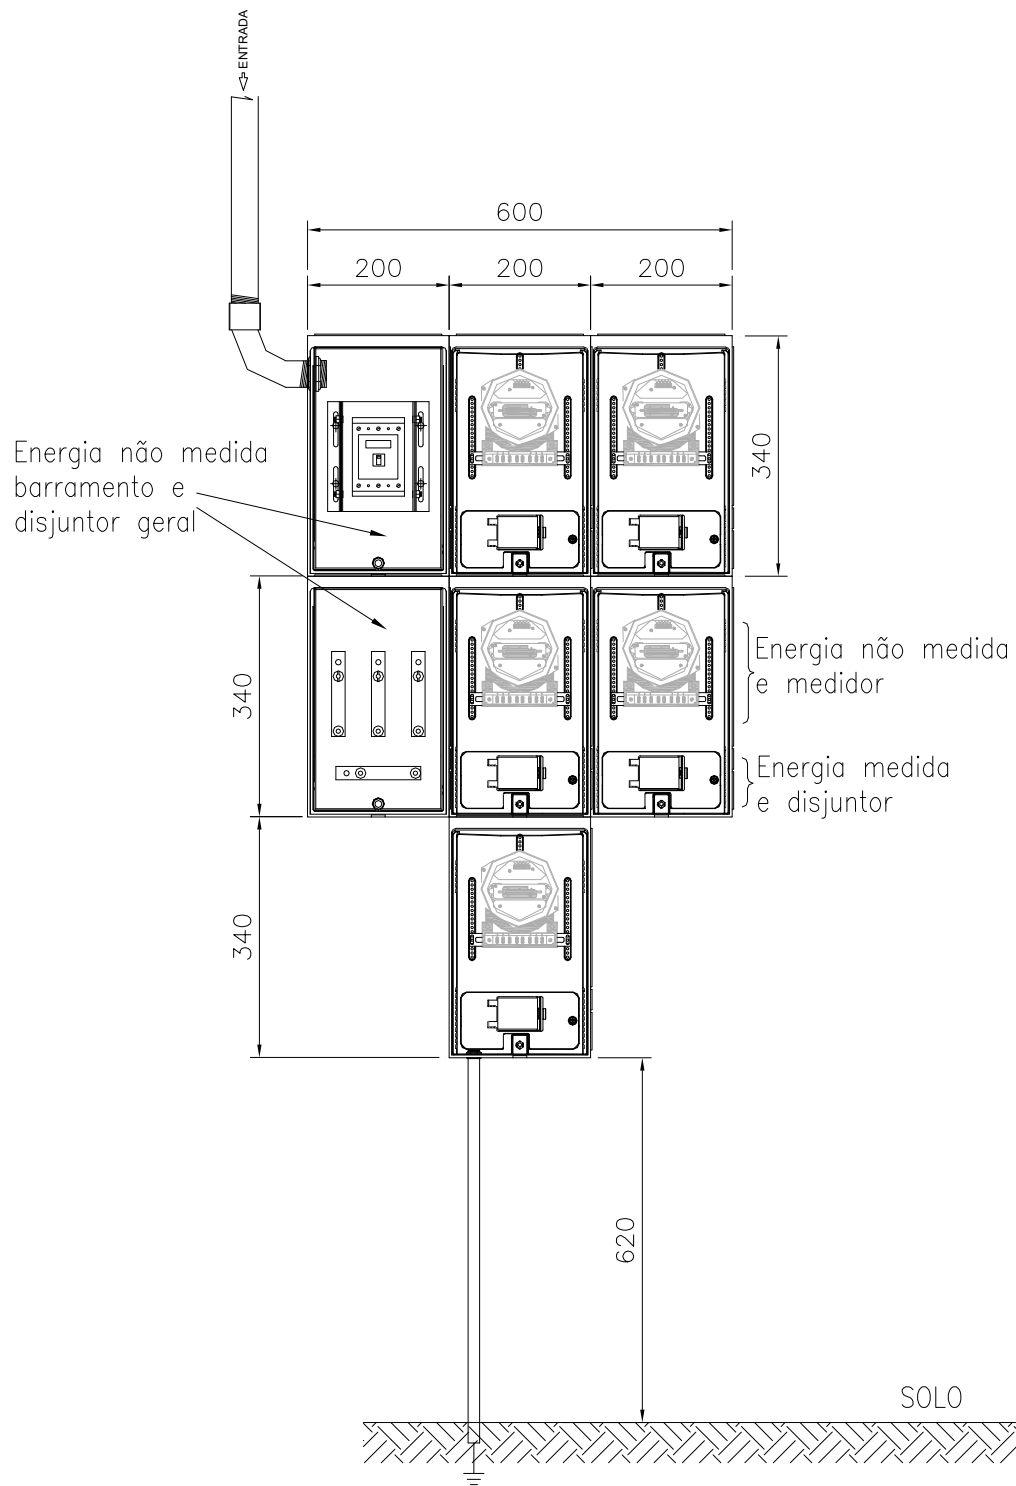 ENTRADA
600
200
200
200
340
Energia não medida
barramento e
disjuntor geral
340
Energia não medida
e medidor
Energia medida
e disjuntor
340
620
SOLO